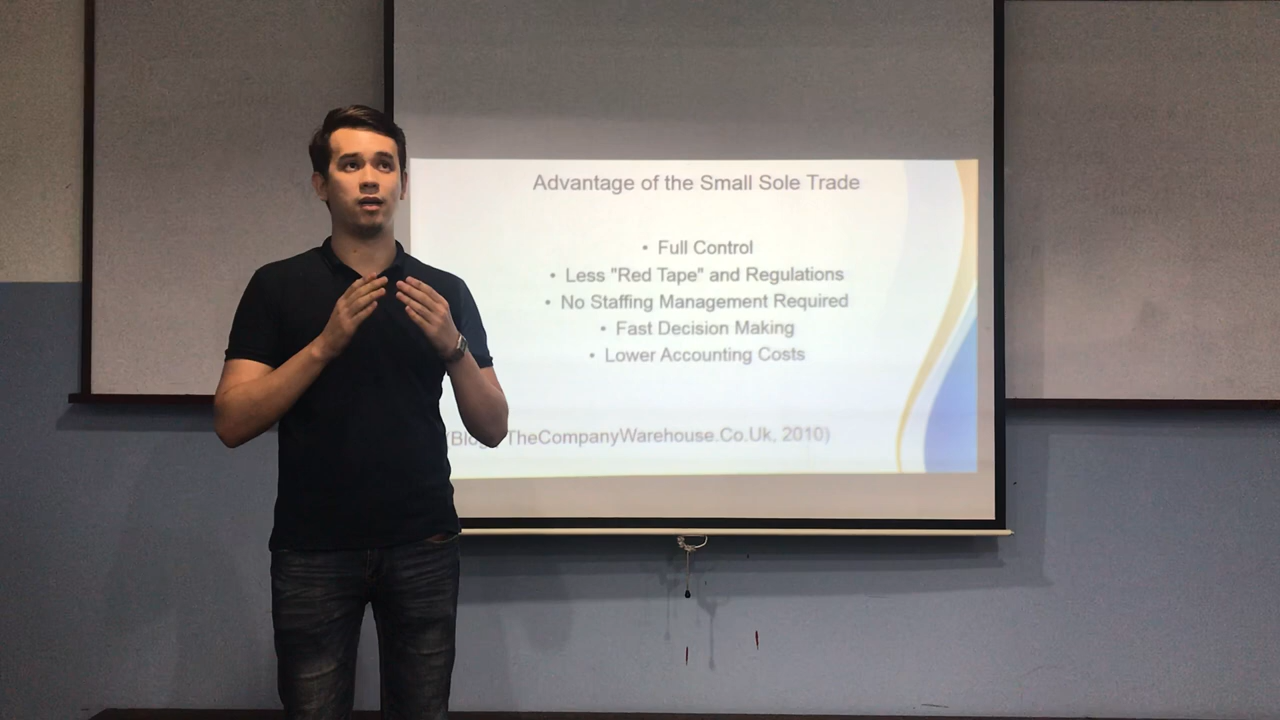 Advantage of the Small Sole Trade
• Full Control
• Less "Red Tape" and Regulations
• No Staffing Management Required
• Fast Decision Making
• Lower Accounting Costs
TheCompanyWarehouse.Co.Uk, 2010)